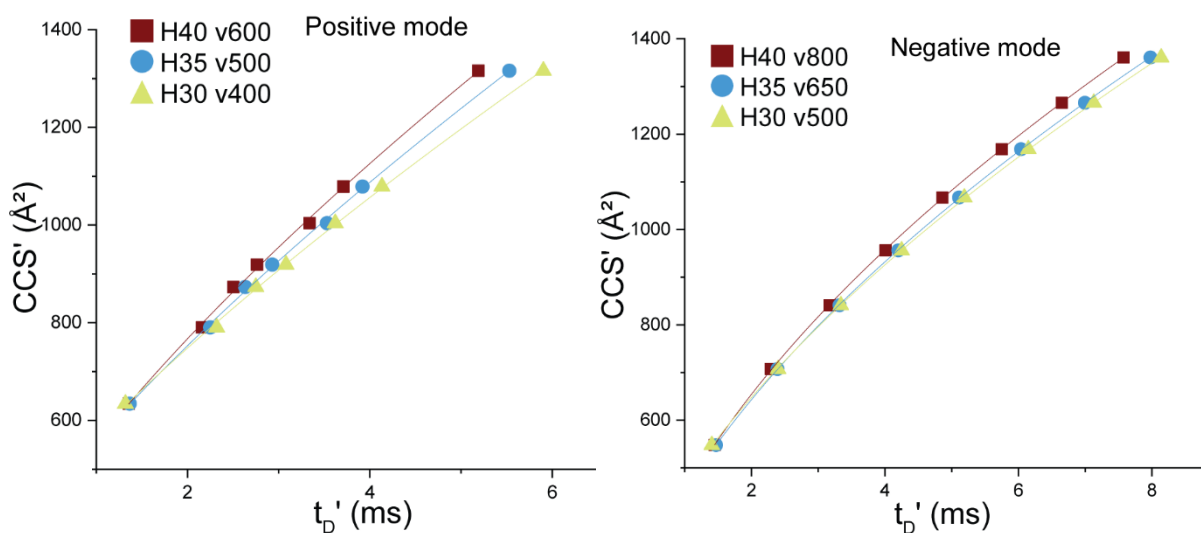 Positive mode
H40 v600
H35 v500
H30 v400
1400
1200
1000
800
600
CCS' (Å²)
2
4
6
t_D' (ms)
Negative mode
H40 v800
H35 v650
H30 v500
1400
1200
1000
800
600
CCS' (Å²)
2
4
6
8
t_D' (ms)